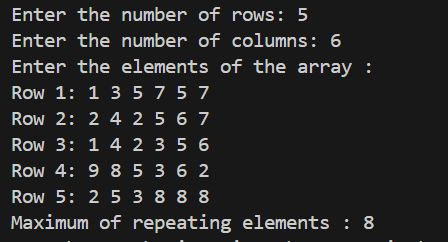 Enter the number of rows: 5
Enter the number of columns: 6
Enter the elements of the array :
Row 1: 1 3 5 7 5 7
Row 2: 2 4 2 5 6 7
Row 3: 1 4 2 3 5 6
Row 4: 9 8 5 3 6 2
Row 5: 2 5 3 8 8 8
Maximum of repeating elements : 8